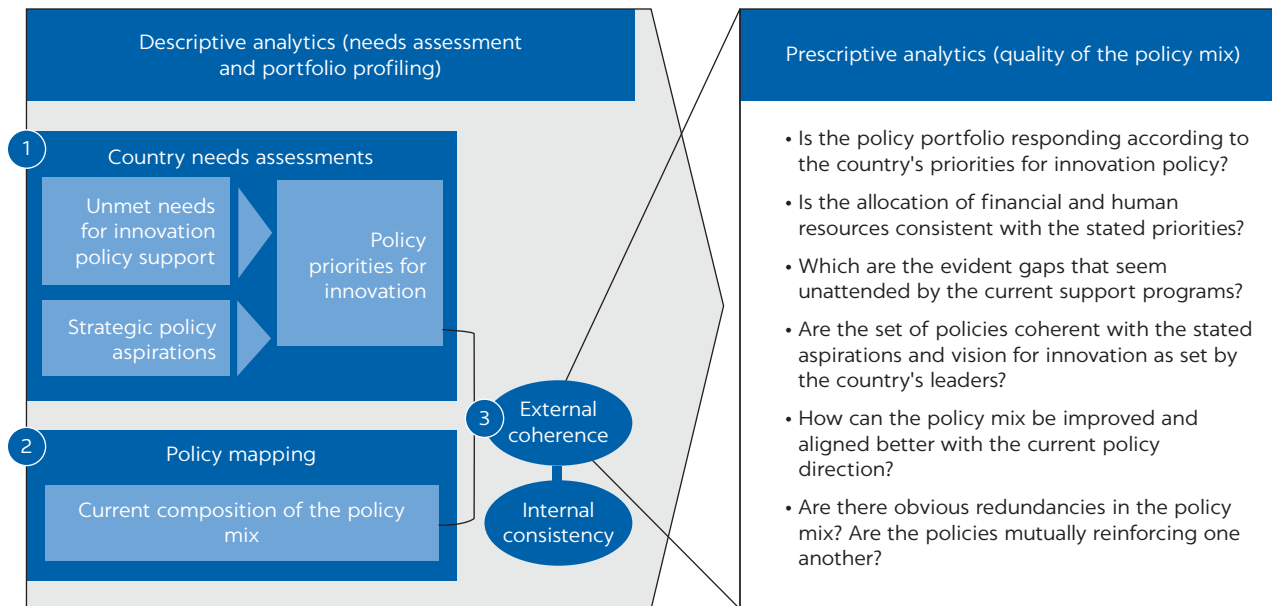 Descriptive analytics (needs assessment
and portfolio profiling)
1
Country needs assessments
Unmet needs
for innovation
policy support
Strategic policy
aspirations
Policy
priorities for
innovation
2
Policy mapping
Current composition of the policy
mix
3
External
coherence
Internal
consistency
Prescriptive analytics (quality of the policy mix)
• Is the policy portfolio responding according to
the country's priorities for innovation policy?
• Is the allocation of financial and human
resources consistent with the stated priorities?
• Which are the evident gaps that seem
unattended by the current support programs?
• Are the set of policies coherent with the stated
aspirations and vision for innovation as set by
the country's leaders?
• How can the policy mix be improved and
aligned better with the current policy
direction?
• Are there obvious redundancies in the policy
mix? Are the policies mutually reinforcing one
another?